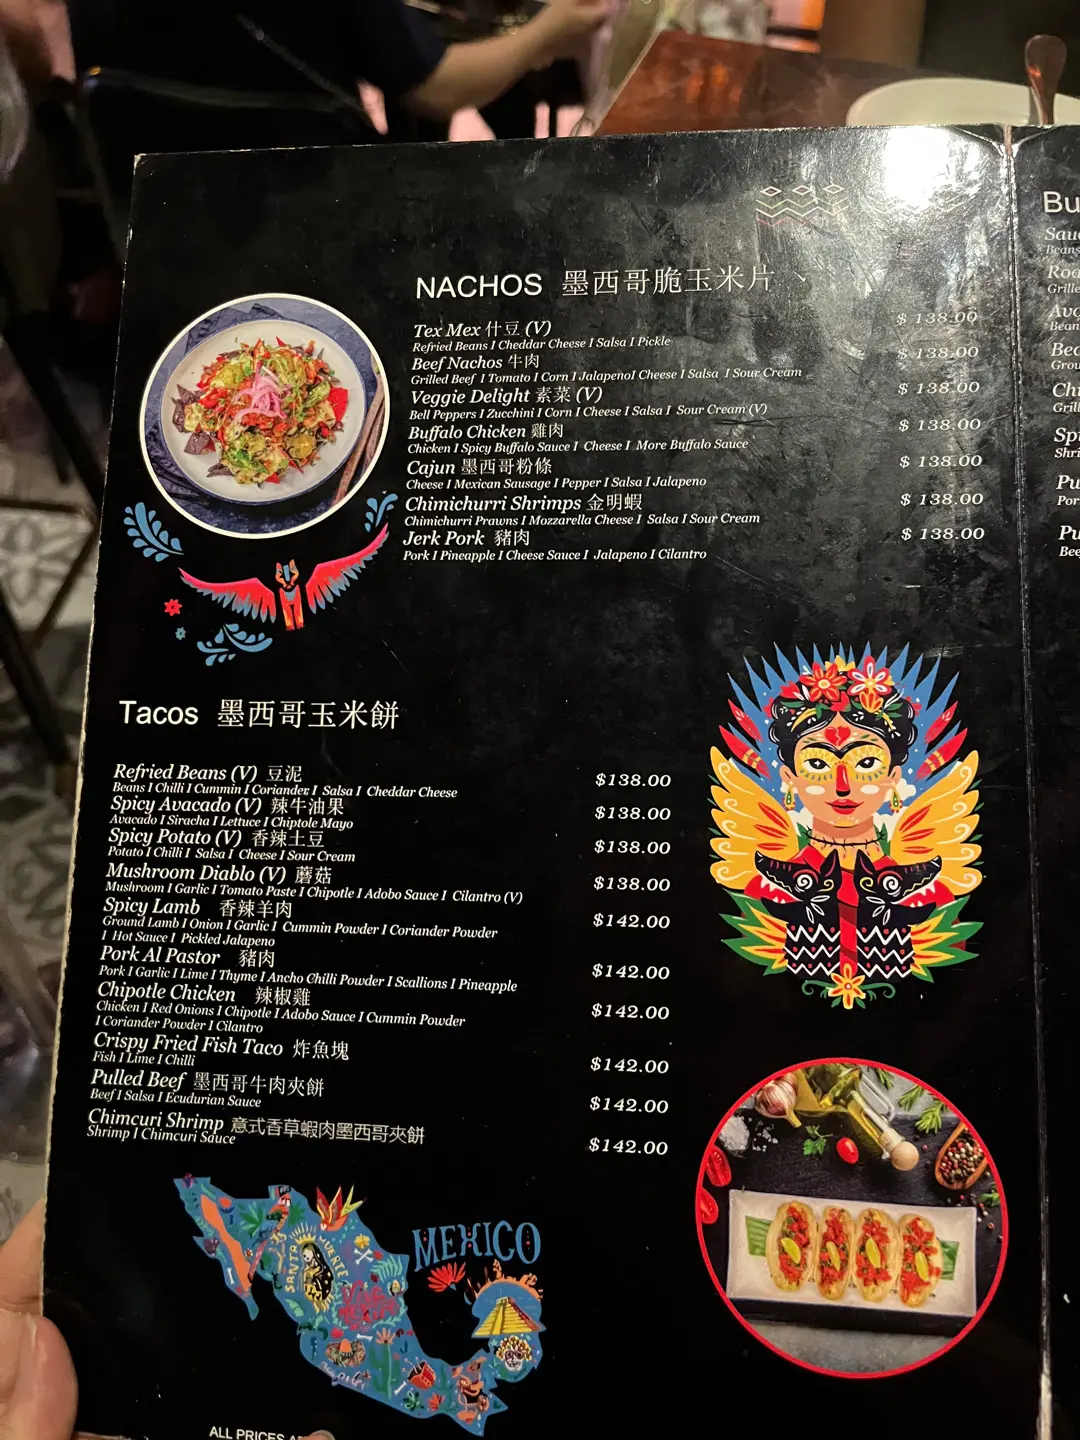 NACHOS 墨西哥脆玉米片
Tex Mex 什豆 (V) $ 138.00
Refried Beans I Cheddar Cheese I Salsa I Pickle
Beef Nachos 牛肉 $ 138.00
Grilled Beef I Tomato I Corn I JalapenoI Cheese I Salsa I Sour Cream
Veggie Delight 素菜 (V) $ 138.00
Bell Peppers I Zucchini I Corn I Cheese I Salsa I Sour Cream (V)
Buffalo Chicken 雞肉 $ 138.00
Chicken I Spicy Buffalo Sauce I Cheese I More Buffalo Sauce
Cajun 墨西哥粉條 $ 138.00
Cheese I Mexican Sausage I Pepper I Salsa I Jalapeno
Chimichurri Shrimps 金明蝦 $ 138.00
Chimichurri Prawns I Mozzarella Cheese I Salsa I Sour Cream
Jerk Pork 豬肉 $ 138.00
Pork I Pineapple I Cheese Sauce I Jalapeno I Cilantro
Tacos 墨西哥玉米餅
Refried Beans (V) 豆泥 $138.00
Beans I Chilli I Cummin I Coriander I Salsa I Cheddar Cheese
Spicy Avacado (V) 辣牛油果 $138.00
Avacado I Siracha I Lettuce I Chiptole Mayo
Spicy Potato (V) 香辣土豆 $138.00
Potato I Chilli I Salsa I Cheese I Sour Cream
Mushroom Diablo (V) 蘑菇 $138.00
Mushroom I Garlic I Tomato Paste I Chipotle I Adobo Sauce I Cilantro (V)
Spicy Lamb 香辣羊肉 $142.00
Ground Lamb I Onion I Garlic I Cummin Powder I Coriander Powder
I Hot Sauce I Pickled Jalapeno
Pork Al Pastor 豬肉 $142.00
Pork I Garlic I Lime I Thyme I Ancho Chilli Powder I Scallions I Pineapple
Chipotle Chicken 辣椒雞 $142.00
Chicken I Red Onions I Chipotle I Adobo Sauce I Cummin Powder
I Coriander Powder I Cilantro
Crispy Fried Fish Taco 炸魚塊 $142.00
Fish I Lime I Chilli
Pulled Beef 墨西哥牛肉夾餅 $142.00
Beef I Salsa I Ecudurian Sauce
Chimcuri Shrimp 意式香草蝦肉墨西哥夾餅 $142.00
Shrimp I Chimcuri Sauce
MEXICO
SANTA MUERTE
VIVA MEXICO
ALL PRICES